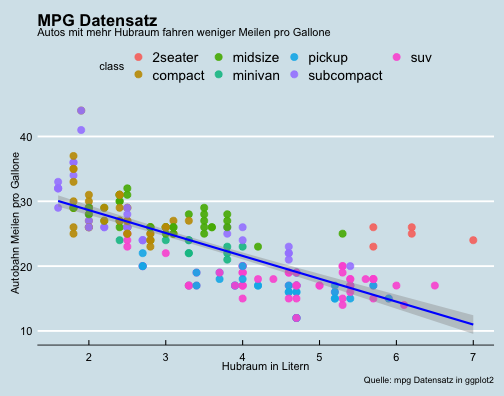 MPG Datensatz
Autos mit mehr Hubraum fahren weniger Meilen pro Gallone
class 2seater midsize pickup suv
compact minivan subcompact
Autobahn Meilen pro Gallone
40
30
20
10
2 3 4 5 6 7
Hubraum in Litern
Quelle: mpg Datensatz in ggplot2